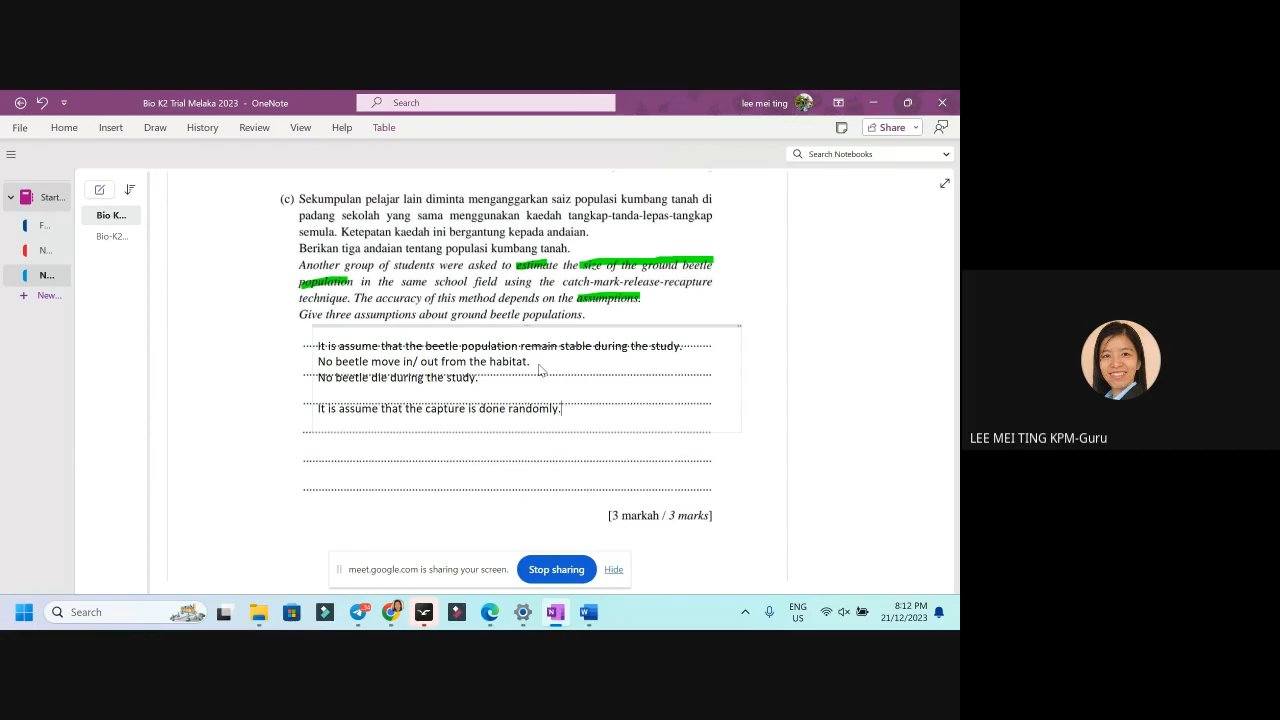 Bio K2 Trial Melaka 2023 - OneNote
Search
lee mei ting
File
Home
Insert
Draw
History
Review
View
Help
Table
Share
Search Notebooks
Start...
F...
N...
N...
New...
Bio K...
Bio-K2...
(c) Sekumpulan pelajar lain diminta menganggarkan saiz populasi kumbang tanah di
padang sekolah yang sama menggunakan kaedah tangkap-tanda-lepas-tangkap
semula. Ketepatan kaedah ini bergantung kepada andaian.
Berikan tiga andaian tentang populasi kumbang tanah.
Another group of students were asked to estimate the size of the ground beetle
population in the same school field using the catch-mark-release-recapture
technique. The accuracy of this method depends on the assumptions.
Give three assumptions about ground beetle populations.
It is assume that the beetle population remain stable during the study.
No beetle move in/ out from the habitat.
No beetle die during the study.
It is assume that the capture is done randomly.
[3 markah / 3 marks]
meet.google.com is sharing your screen.
Stop sharing
Hide
LEE MEI TING KPM-Guru
Search
ENG
US
8:12 PM
21/12/2023